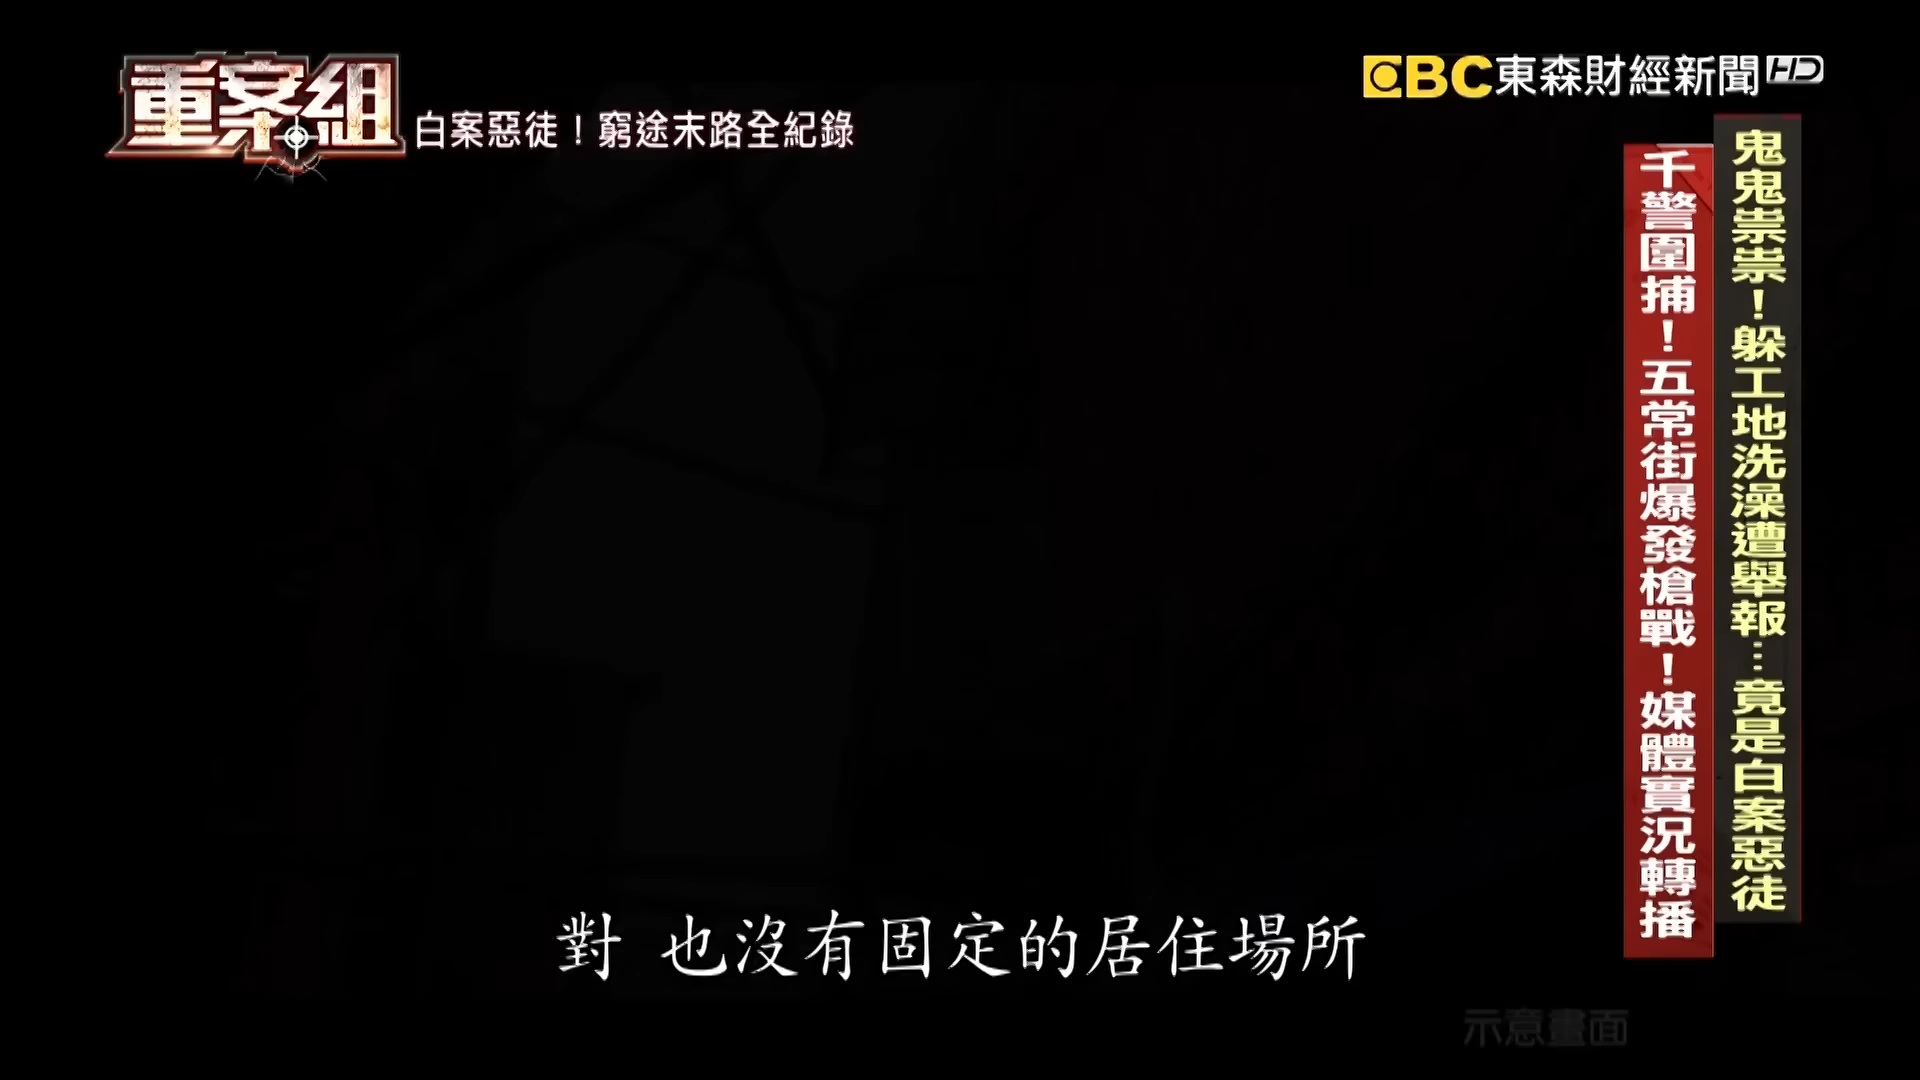 重案組
白案惡徒！窮途末路全紀錄
EBC東森財經新聞HD
鬼鬼祟祟！躲工地洗澡遭舉報…竟是白案惡徒
千警圍捕！五常街爆發槍戰！媒體實況轉播
對 也沒有固定的居住場所
示意畫面